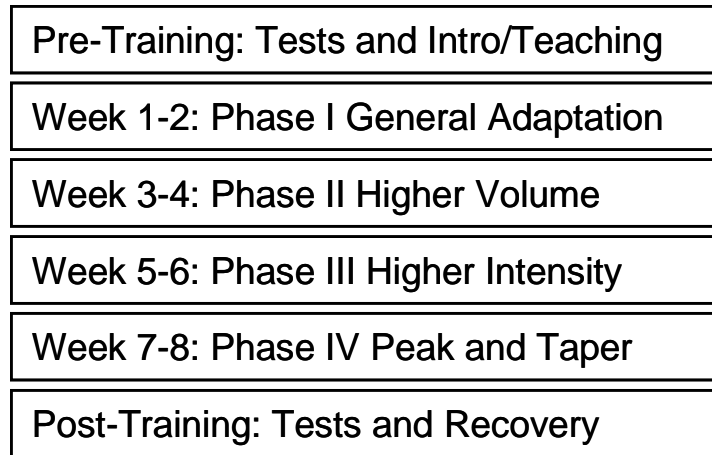 Pre-Training: Tests and Intro/Teaching
Week 1-2: Phase I General Adaptation
Week 3-4: Phase II Higher Volume
Week 5-6: Phase III Higher Intensity
Week 7-8: Phase IV Peak and Taper
Post-Training: Tests and Recovery